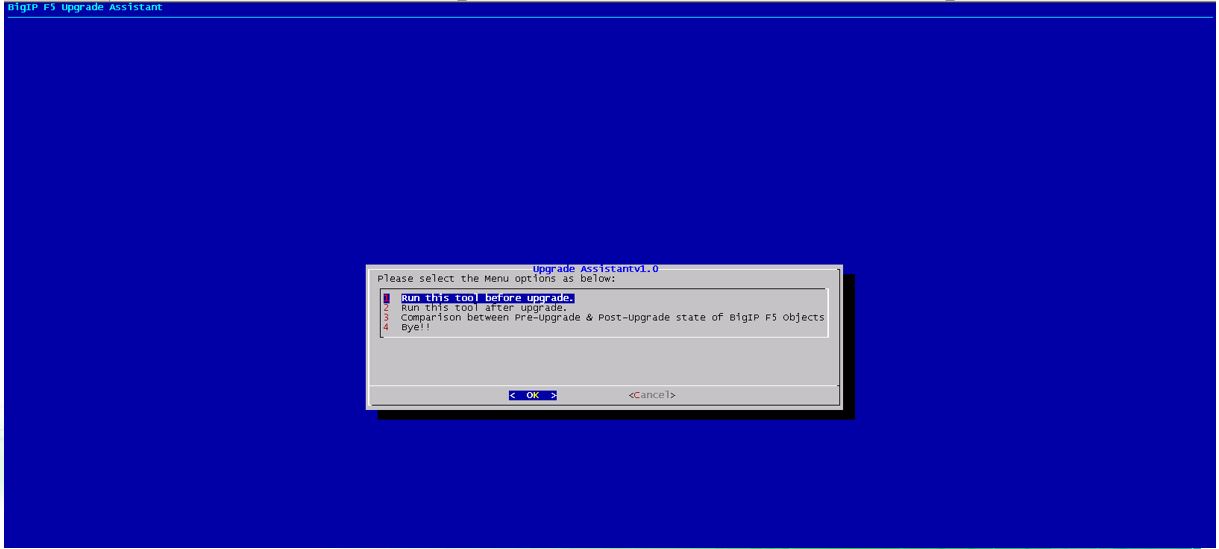 BigIP F5 Upgrade Assistant
Upgrade Assistantv1.0
Please select the Menu options as below:
1 Run this tool before upgrade.
2 Run this tool after upgrade.
3 Comparison between Pre-Upgrade & Post-Upgrade state of BigIP F5 Objects
4 Bye!!
< OK > <Cancel>